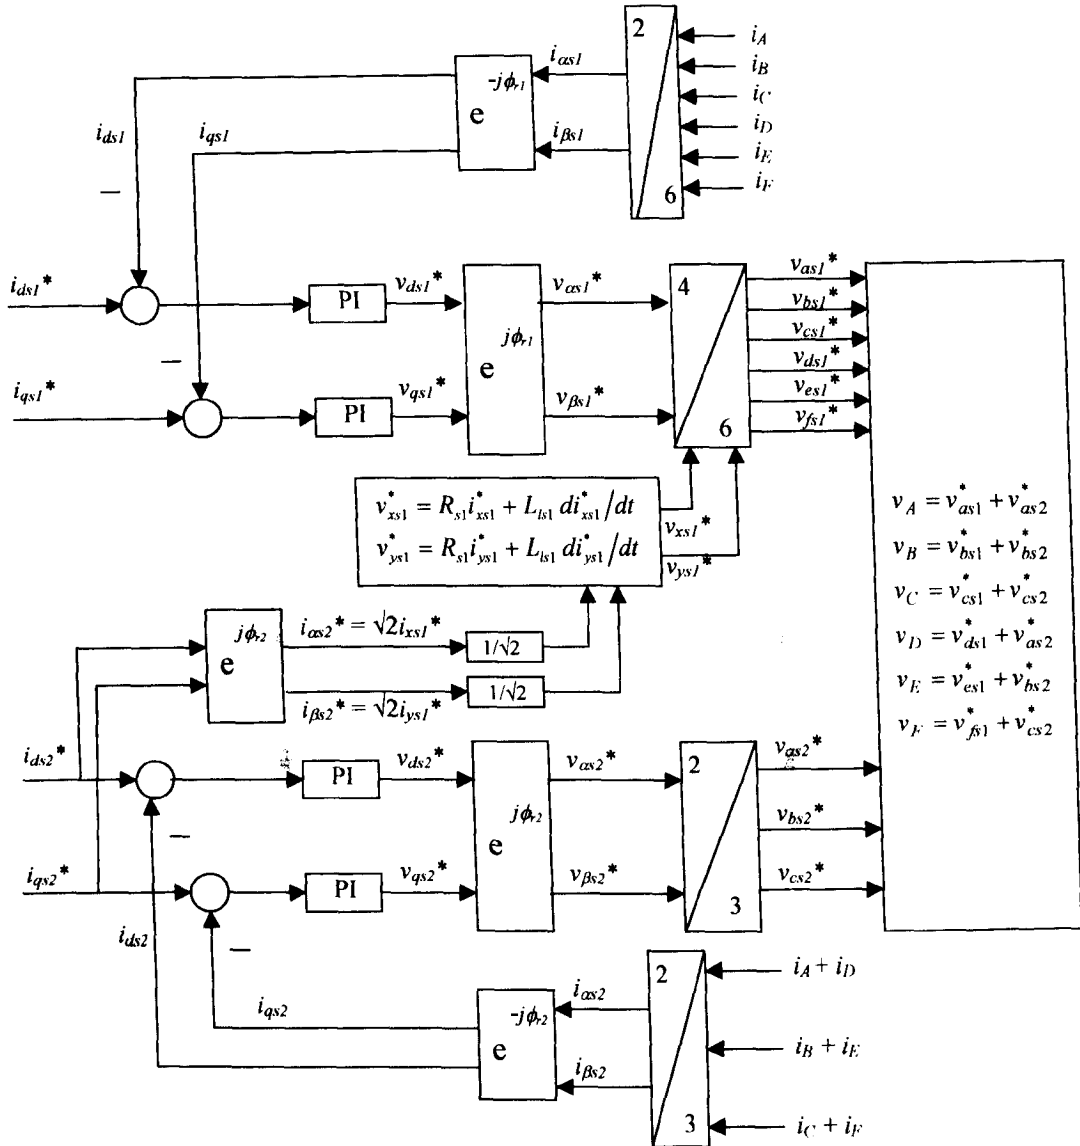 2
6
i_A
i_B
i_C
i_D
i_E
i_F
i_αs1
i_βs1
e^-jϕ_r1
i_ds1
i_qs1
–
–
i_ds1*
i_qs1*
PI
PI
v_ds1*
v_qs1*
e^jϕ_r1
v_αs1*
v_βs1*
4
6
v_as1*
v_bs1*
v_cs1*
v_ds1*
v_es1*
v_fs1*
v*_xs1 = R_s1 i*_xs1 + L_ls1 di*_xs1/dt
v*_ys1 = R_s1 i*_ys1 + L_ls1 di*_ys1/dt
v_xs1*
v_ys1*
v_A = v*_as1 + v*_as2
v_B = v*_bs1 + v*_bs2
v_C = v*_cs1 + v*_cs2
v_D = v*_ds1 + v*_as2
v_E = v*_es1 + v*_bs2
v_F = v*_fs1 + v*_cs2
e^jϕ_r2
i_αs2* = √2i_xs1*
1/√2
i_βs2* = √2i_ys1*
1/√2
i_ds2*
i_qs2*
–
–
PI
PI
v_ds2*
v_qs2*
e^jϕ_r2
v_αs2*
v_βs2*
2
3
v_as2*
v_bs2*
v_cs2*
i_ds2
i_qs2
e^-jϕ_r2
i_αs2
i_βs2
2
3
i_A + i_D
i_B + i_E
i_C + i_F